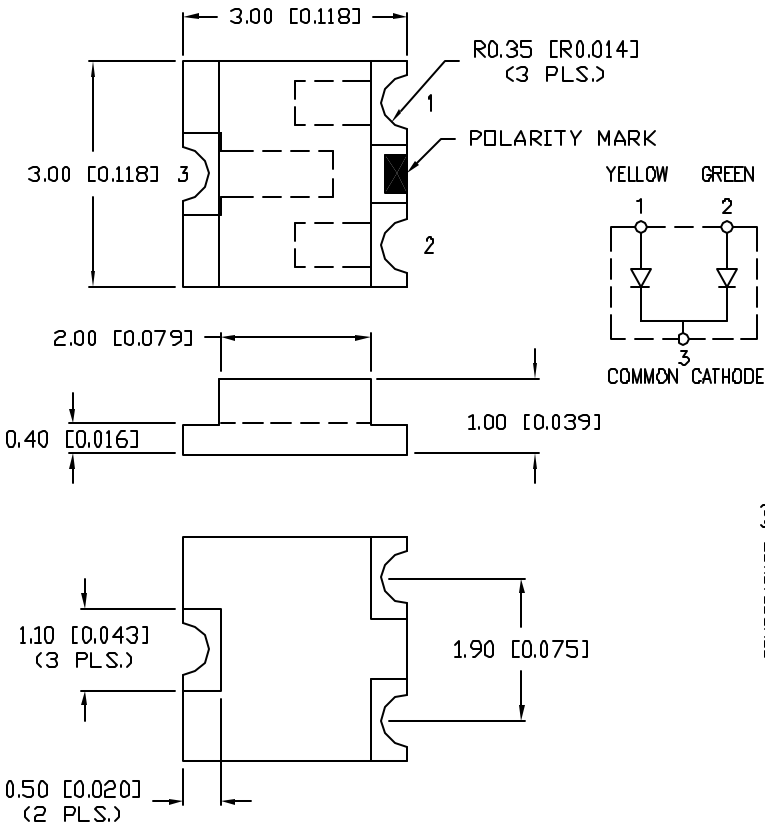 3.00 [0.118]
R0.35 [R0.014]
(3 PLS.)
1
POLARITY MARK
3.00 [0.118]
3
YELLOW GREEN
1 2
2
2.00 [0.079]
3
COMMON CATHODE
1.00 [0.039]
0.40 [0.016]
1.10 [0.043]
(3 PLS.)
1.90 [0.075]
0.50 [0.020]
(2 PLS.)